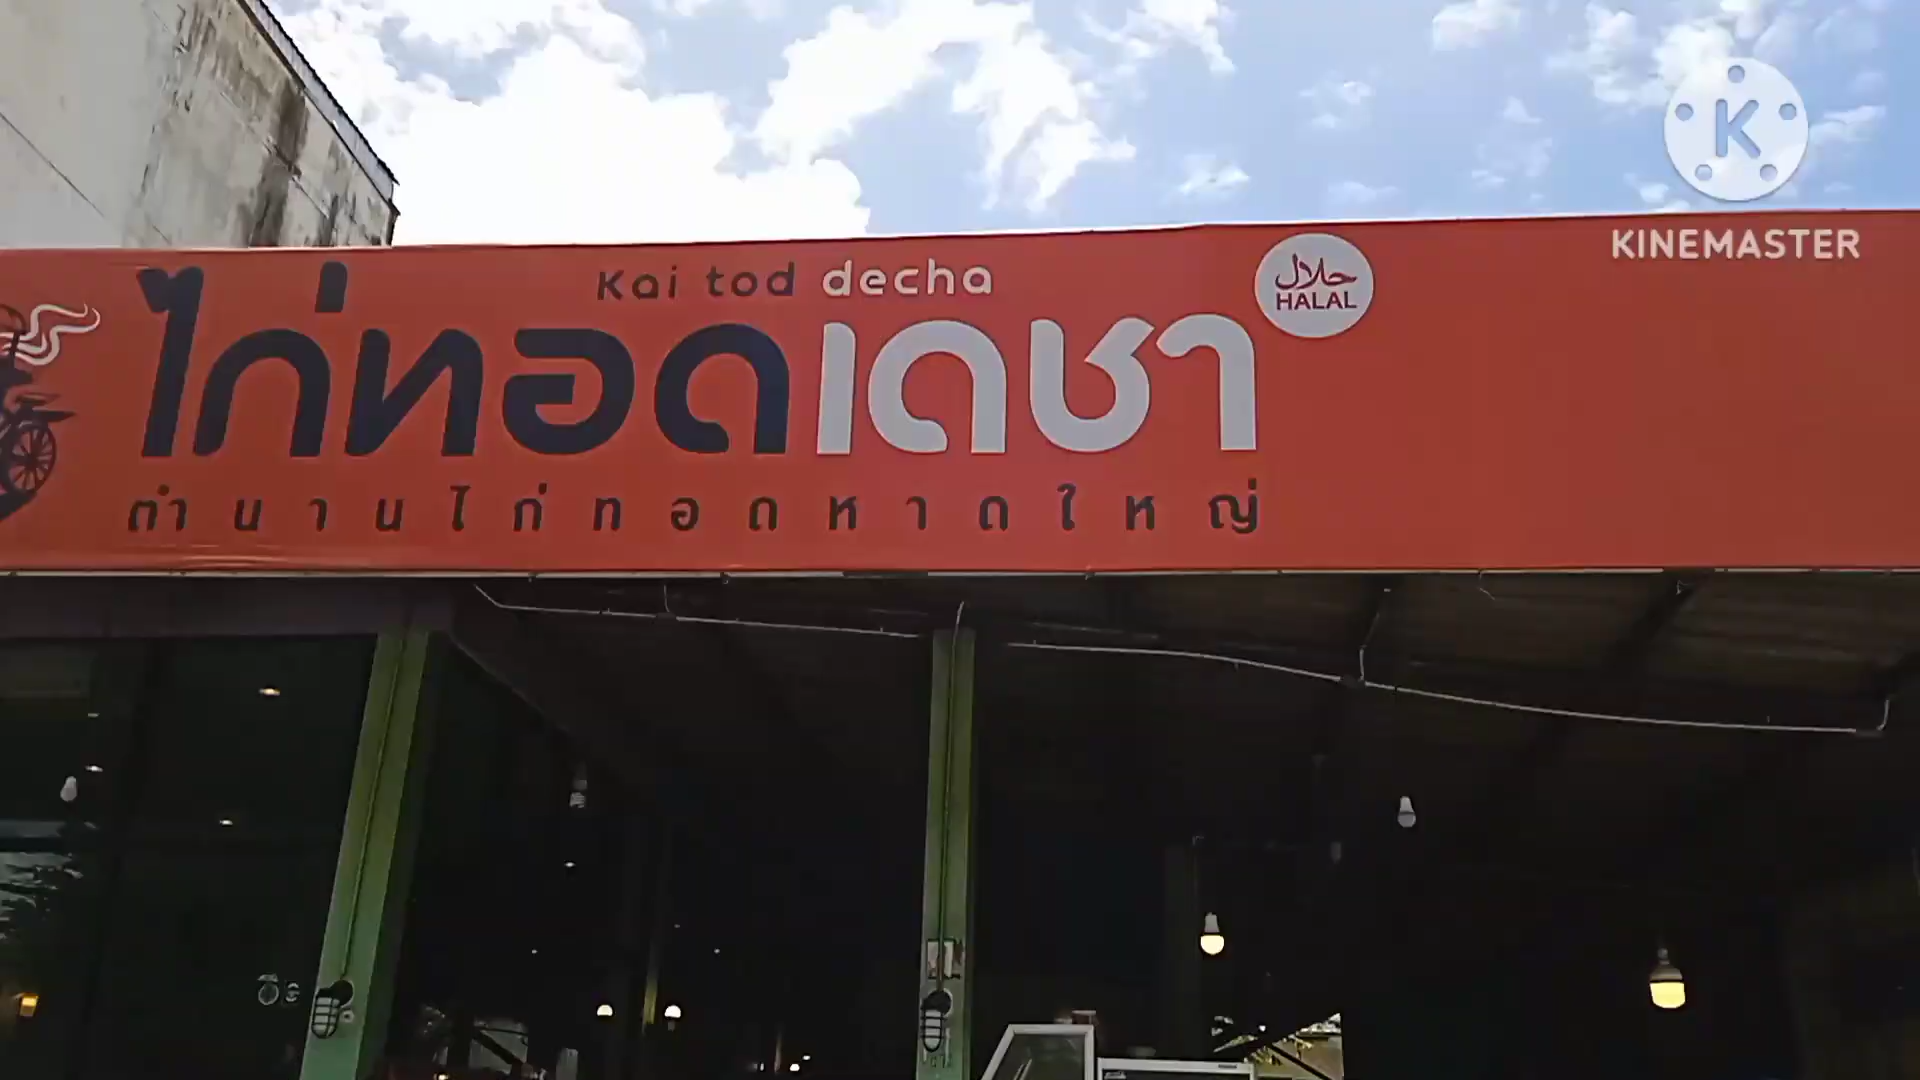 K
KINEMASTER
Kai tod decha
حلال
HALAL
ไก่ทอดเดชา
ตำนานไก่ทอดหาดใหญ่